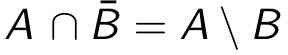 A ∩ B̄ = A \ B